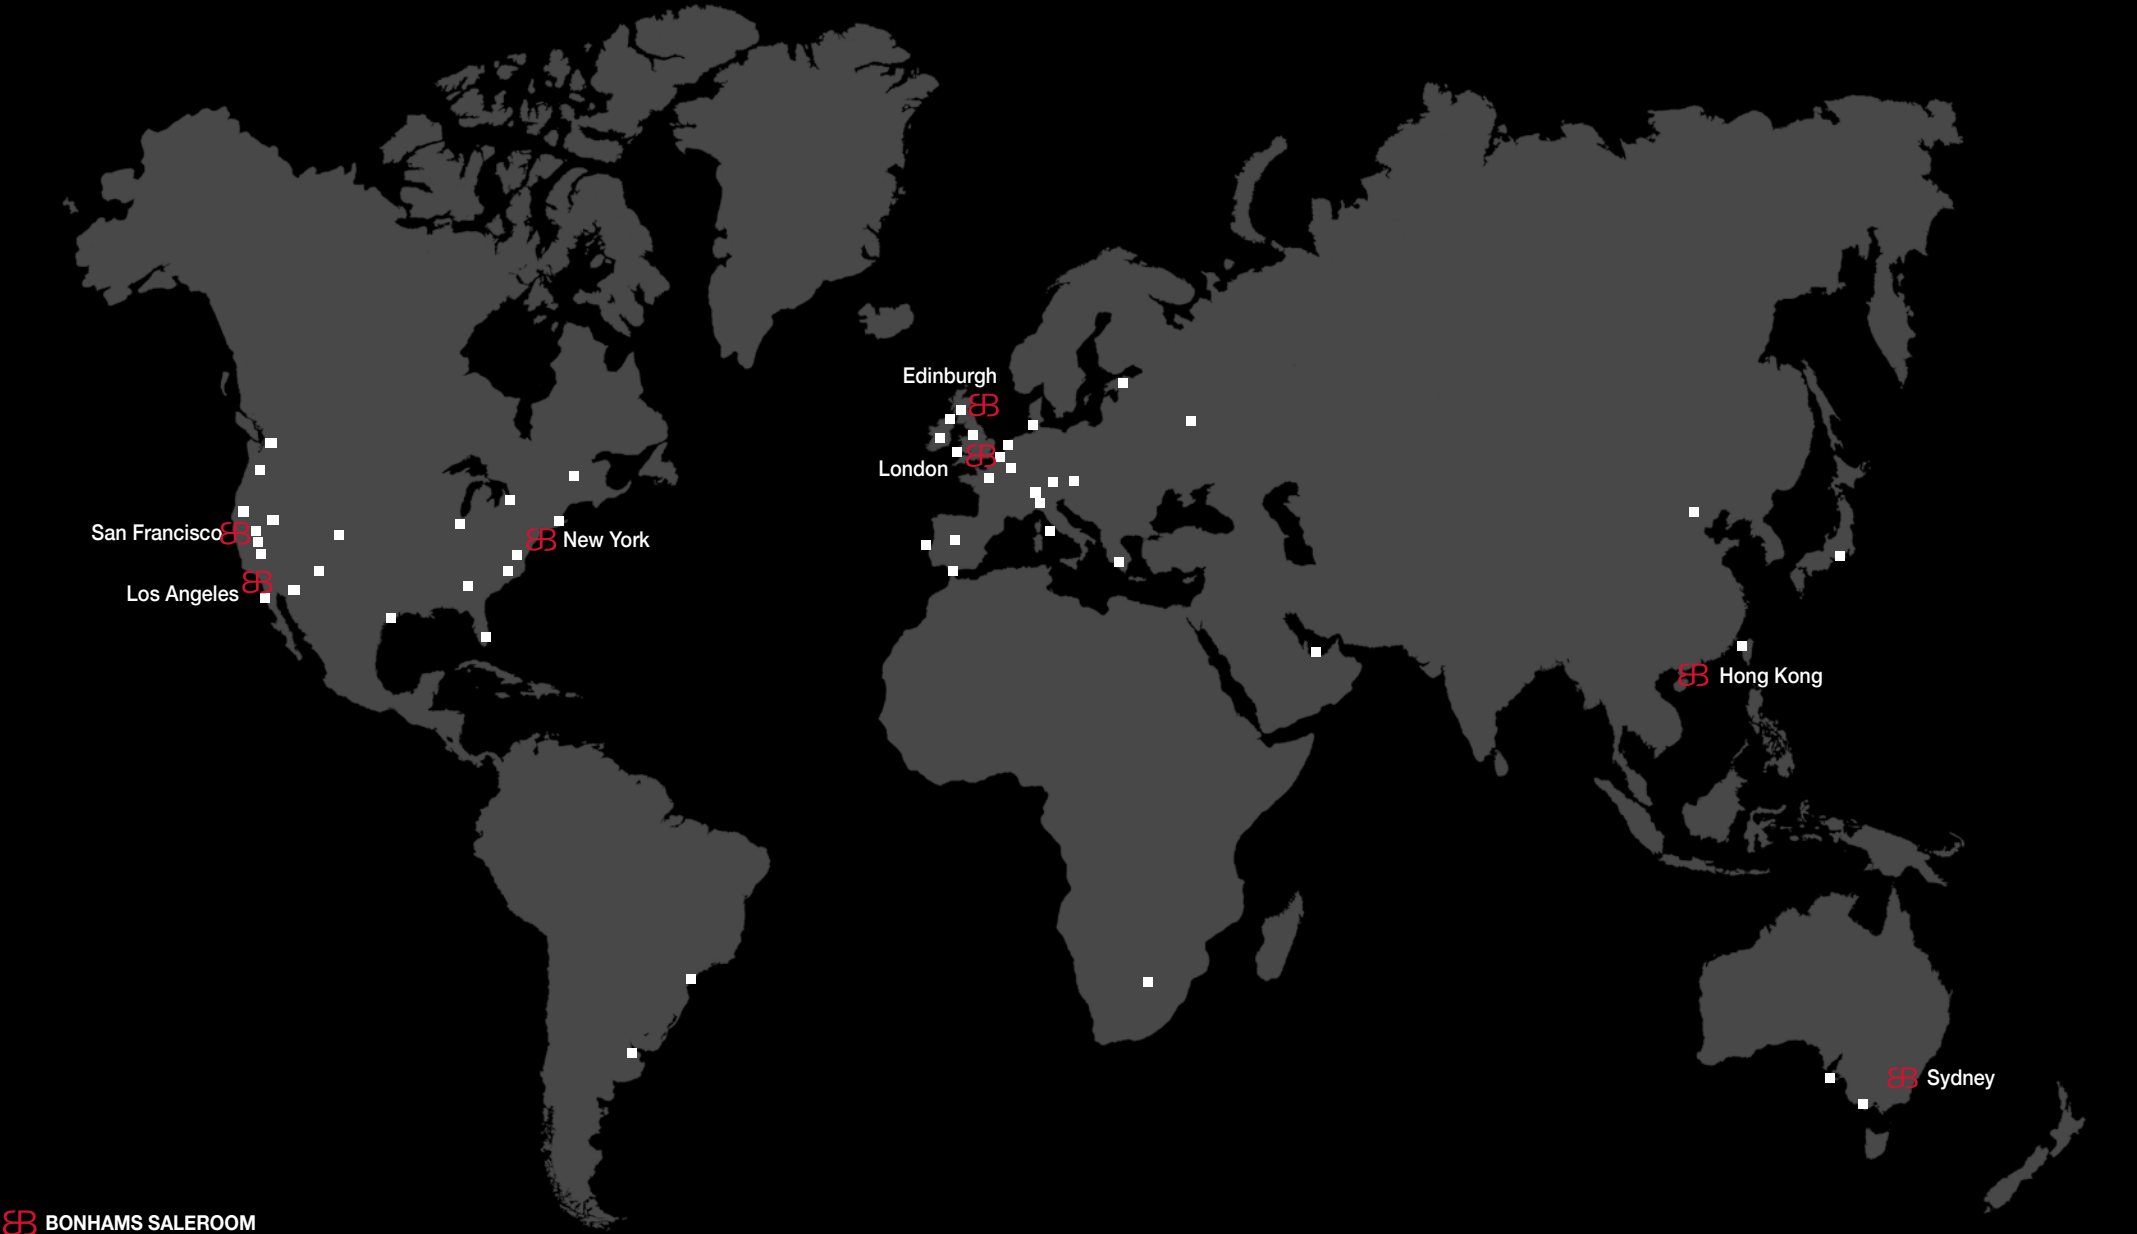 Edinburgh
London
San Francisco
New York
Los Angeles
Hong Kong
Sydney
BONHAMS SALEROOM